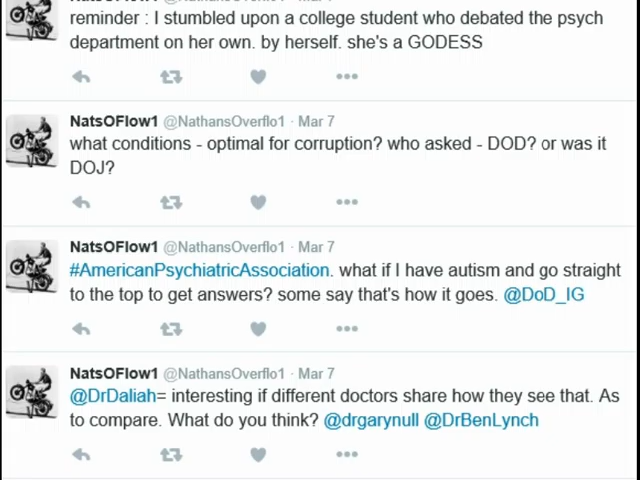 reminder : I stumbled upon a college student who debated the psych
department on her own. by herself. she's a GODESS
NatsOFlow1 @NathansOverflo1 · Mar 7
what conditions - optimal for corruption? who asked - DOD? or was it
DOJ?
NatsOFlow1 @NathansOverflo1 · Mar 7
#AmericanPsychiatricAssociation. what if I have autism and go straight
to the top to get answers? some say that's how it goes. @DoD_IG
NatsOFlow1 @NathansOverflo1 · Mar 7
@DrDaliah= interesting if different doctors share how they see that. As
to compare. What do you think? @drgarynull @DrBenLynch